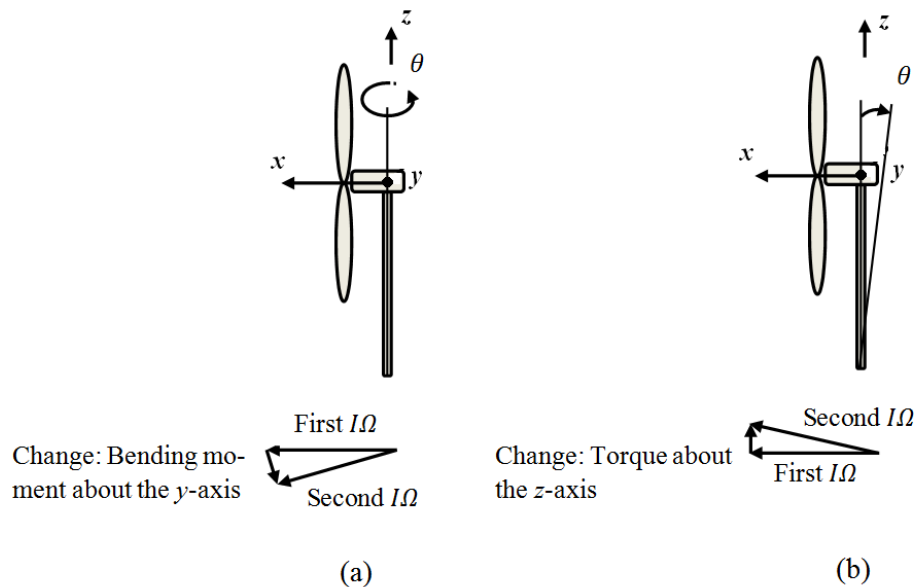 z
θ
x
y
First IΩ
Change: Bending mo-
ment about the y-axis
Second IΩ
(a)
z
θ
x
y
Second IΩ
Change: Torque about
the z-axis
First IΩ
(b)